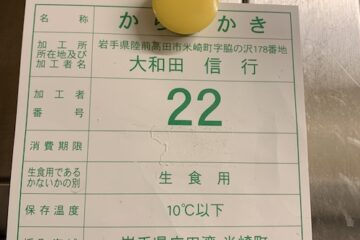 名 称 から かき
加工所 岩手県陸前高田市米崎町字脇の沢178番地
所在地及び
加工者名 大和田 信行
加工者
番号 22
消費期限
生食用である
かないかの別 生食用
保存温度 10℃以下